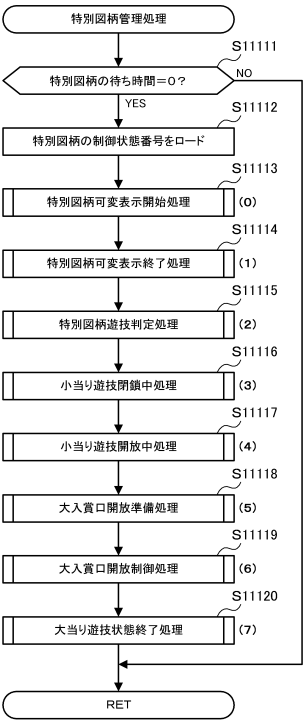 特別図柄管理処理
S11111
特別図柄の待ち時間=0?
NO
YES
S11112
特別図柄の制御状態番号をロード
S11113
特別図柄可変表示開始処理 (0)
S11114
特別図柄可変表示終了処理 (1)
S11115
特別図柄遊技判定処理 (2)
S11116
小当り遊技閉鎖中処理 (3)
S11117
小当り遊技開放中処理 (4)
S11118
大入賞口開放準備処理 (5)
S11119
大入賞口開放制御処理 (6)
S11120
大当り遊技状態終了処理 (7)
RET